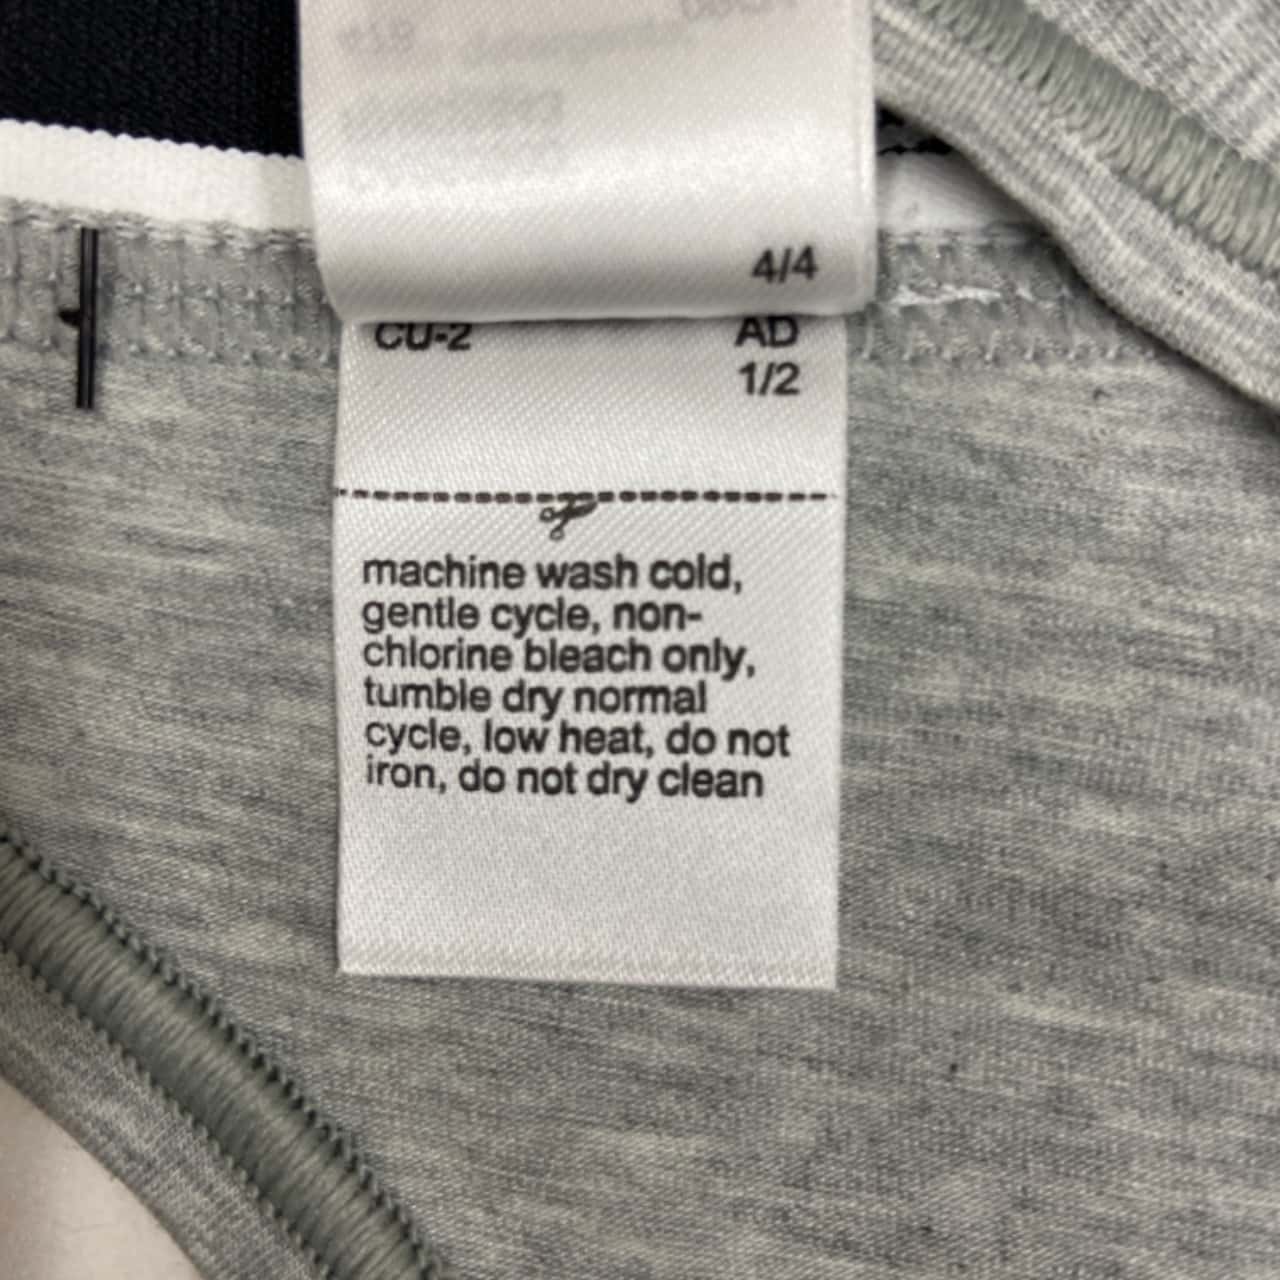 4/4
CU-2 AD
1/2
machine wash cold,
gentle cycle, non-
chlorine bleach only,
tumble dry normal
cycle, low heat, do not
iron, do not dry clean